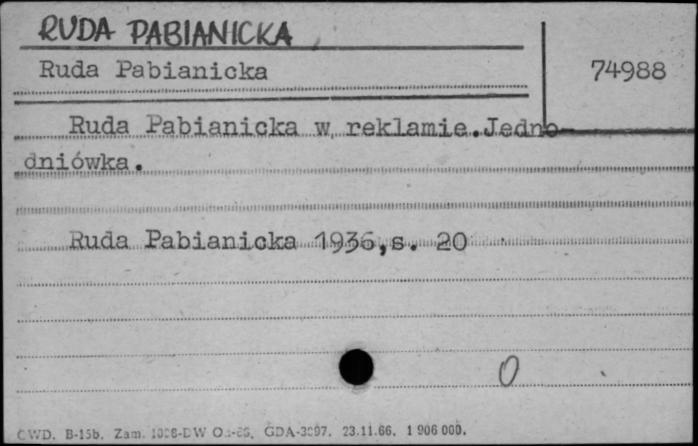 RUDA PABIANICKA
Ruda Pabianicka
74988
Ruda Pabianicka w reklamie.Jedno-
dniówka.
Ruda Pabianicka 1936,s. 20
0
CWD. B-15b. Zam. GDA-3397. 23.11.66. 1 906 000.